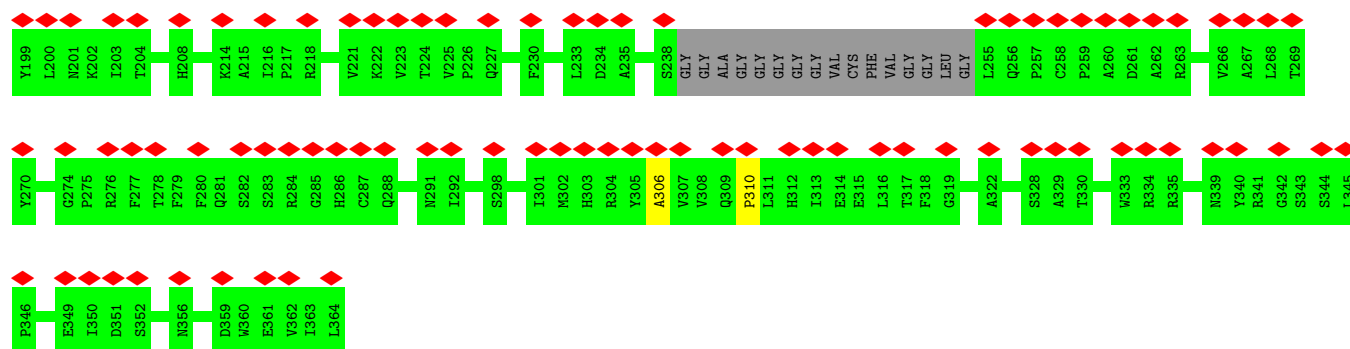 Y199 L200 N201 K202 I203 T204 H208 K214 A215 I216 P217 R218 V221 K222 V223 T224 V225 P226 Q227 F230 L233 D234 A235 S238 GLY GLY ALA GLY GLY GLY GLY GLY VAL CYS PHE VAL GLY GLY LEU GLY L255 Q256 P257 C258 P259 A260 D261 A262 R263 V266 A267 L268 T269
Y270 G274 P275 R276 F277 T278 F279 F280 Q281 S282 S283 R284 G285 H286 C287 Q288 N291 I292 S298 I301 M302 H303 R304 Y305 A306 V307 V308 Q309 P310 L311 H312 I313 E314 E315 L316 T317 F318 G319 A322 S328 A329 T330 W333 R334 R335 N339 Y340 R341 G342 S343 S344 L345
P346 E349 I350 D351 S352 N356 D359 W360 E361 V362 I363 L364